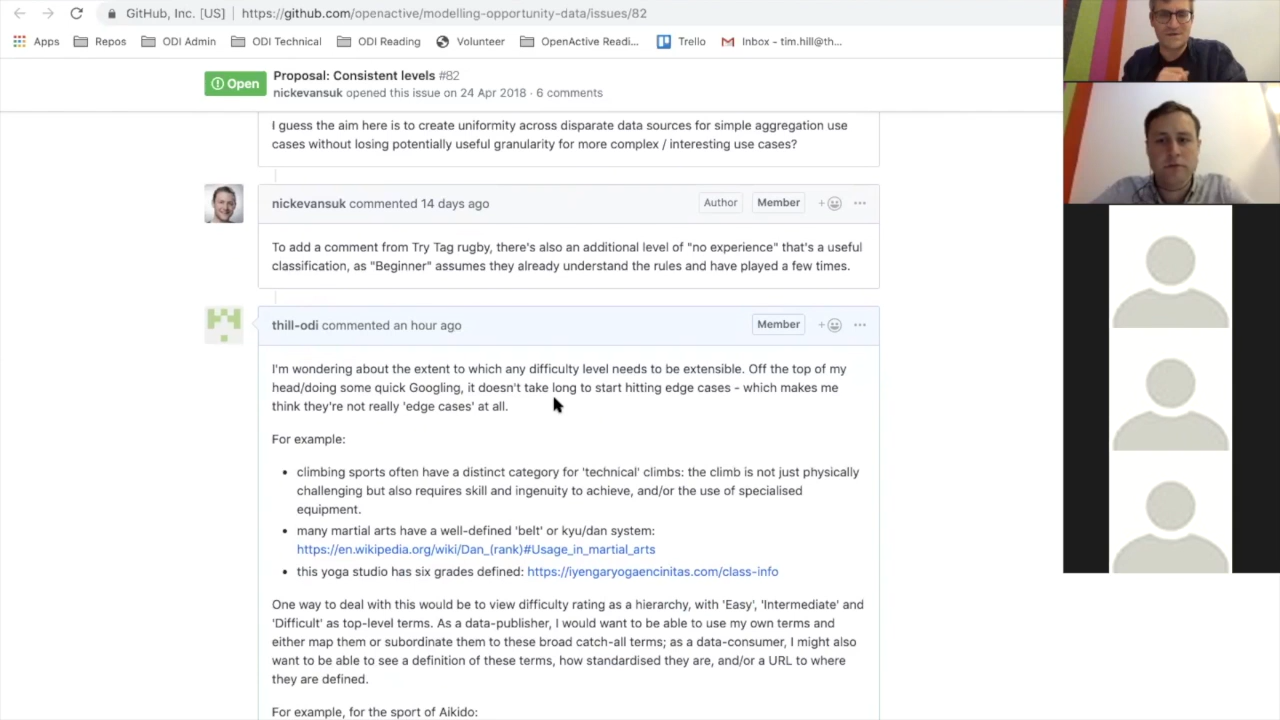 GitHub, Inc. [US] | https://github.com/openactive/modelling-opportunity-data/issues/82
Apps Repos ODI Admin ODI Technical ODI Reading Volunteer OpenActive Readi... Trello Inbox - tim.hill@th...
Open
Proposal: Consistent levels #82
nickevansuk opened this issue on 24 Apr 2018 · 6 comments
I guess the aim here is to create uniformity across disparate data sources for simple aggregation use
cases without losing potentially useful granularity for more complex / interesting use cases?
nickevansuk commented 14 days ago Author Member
To add a comment from Try Tag rugby, there's also an additional level of "no experience" that's a useful
classification, as "Beginner" assumes they already understand the rules and have played a few times.
thill-odi commented an hour ago Member
I'm wondering about the extent to which any difficulty level needs to be extensible. Off the top of my
head/doing some quick Googling, it doesn't take long to start hitting edge cases - which makes me
think they're not really 'edge cases' at all.
For example:
• climbing sports often have a distinct category for 'technical' climbs: the climb is not just physically
challenging but also requires skill and ingenuity to achieve, and/or the use of specialised
equipment.
• many martial arts have a well-defined 'belt' or kyu/dan system:
https://en.wikipedia.org/wiki/Dan_(rank)#Usage_in_martial_arts
• this yoga studio has six grades defined: https://iyengaryogaencinitas.com/class-info
One way to deal with this would be to view difficulty rating as a hierarchy, with 'Easy', 'Intermediate' and
'Difficult' as top-level terms. As a data-publisher, I would want to be able to use my own terms and
either map them or subordinate them to these broad catch-all terms; as a data-consumer, I might also
want to be able to see a definition of these terms, how standardised they are, and/or a URL to where
they are defined.
For example, for the sport of Aikido: